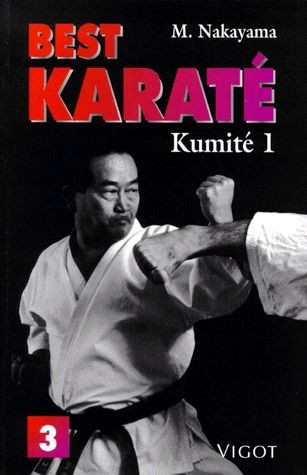 BEST
M. Nakayama
KARATÉ
Kumité 1
3
VIGOT